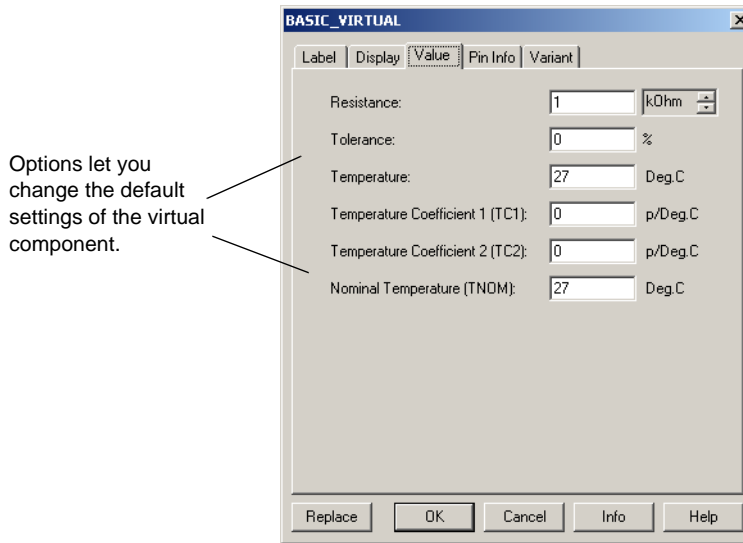 BASIC_VIRTUAL
Label Display Value Pin Info Variant
Resistance: 1 kOhm
Tolerance: 0 %
Temperature: 27 Deg.C
Temperature Coefficient 1 (TC1): 0 p/Deg.C
Temperature Coefficient 2 (TC2): 0 p/Deg.C
Nominal Temperature (TNOM): 27 Deg.C
Options let you
change the default
settings of the virtual
component.
Replace OK Cancel Info Help